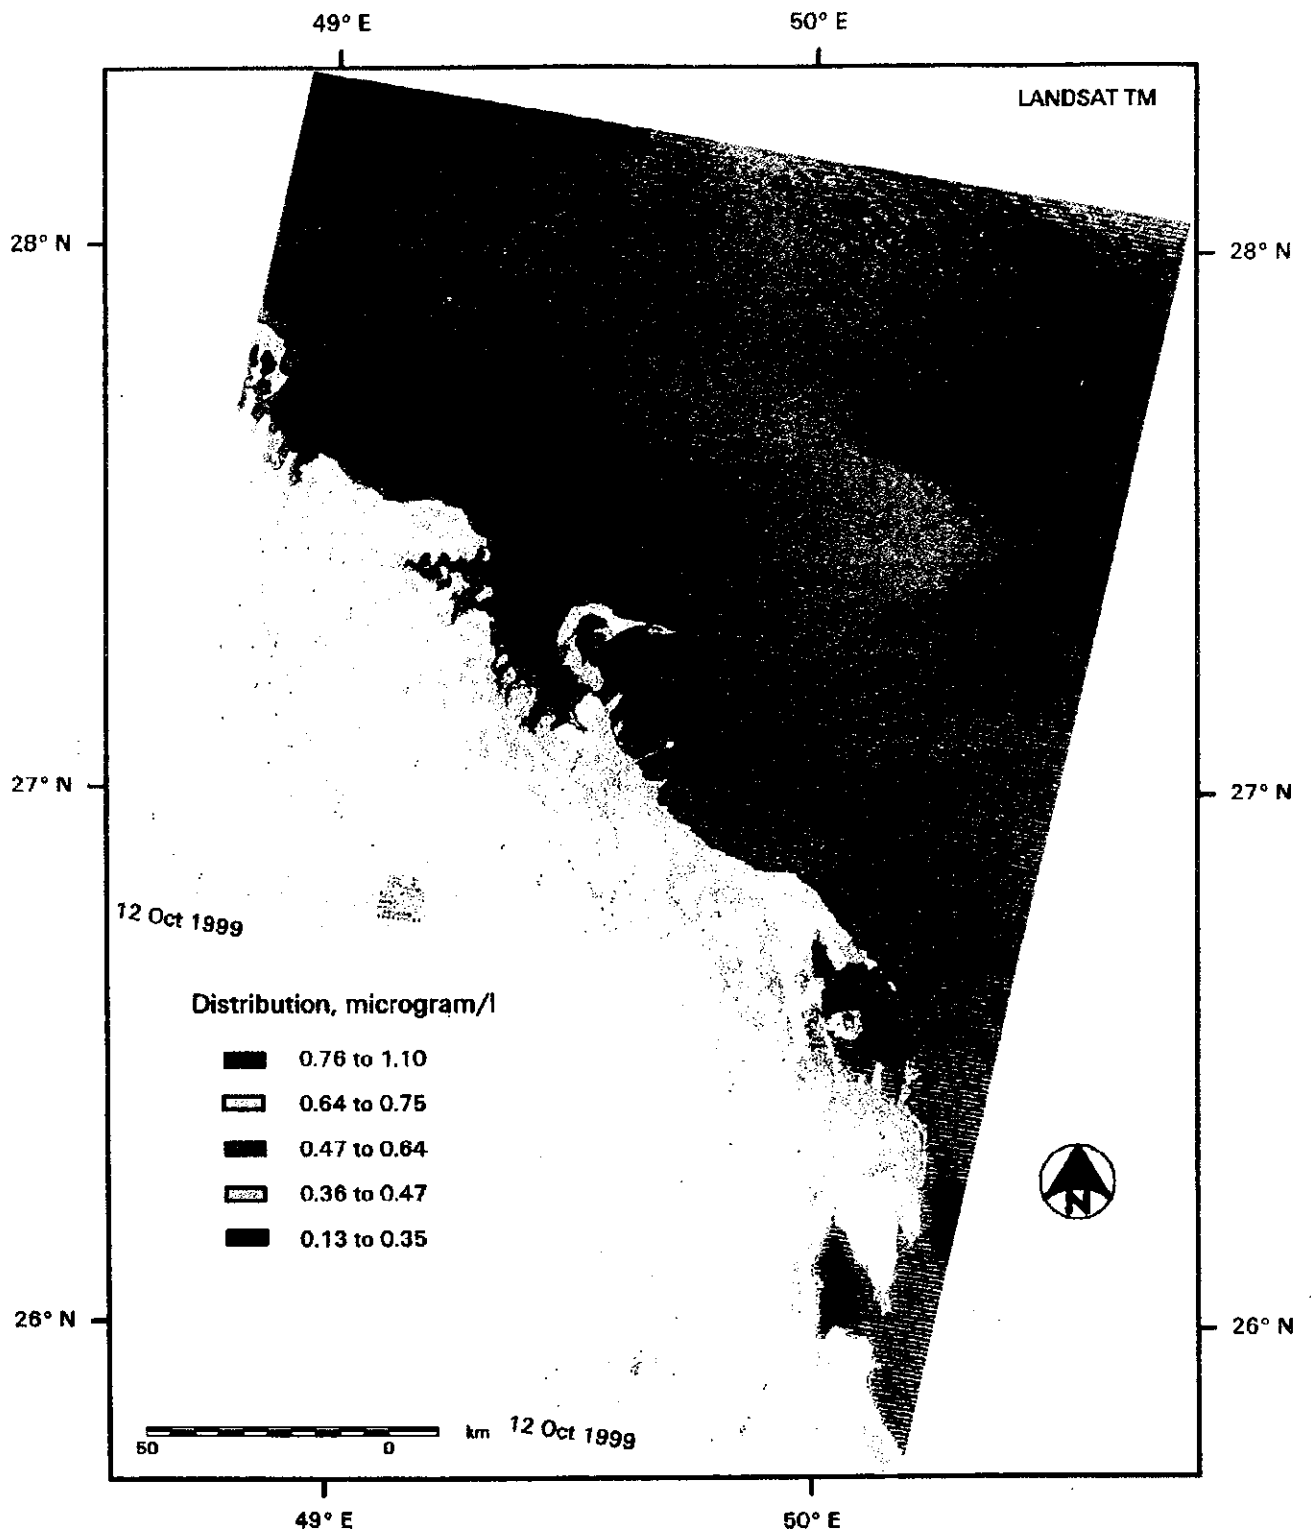 49° E
50° E
LANDSAT TM
28° N
28° N
27° N
27° N
12 Oct 1999
Distribution, microgram/l
0.76 to 1.10
0.64 to 0.75
0.47 to 0.64
0.36 to 0.47
0.13 to 0.35
N
26° N
26° N
50
0
km
12 Oct 1999
49° E
50° E